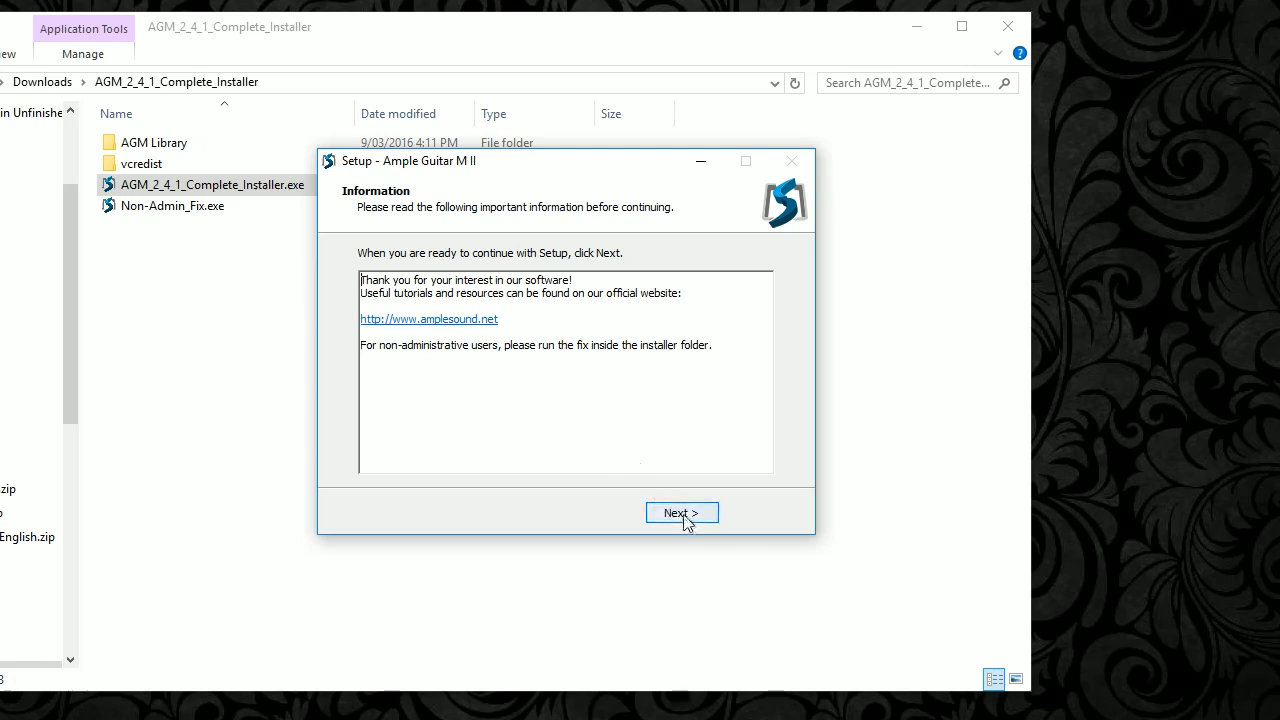 Application Tools
AGM_2_4_1_Complete_Installer
Manage
Downloads
AGM_2_4_1_Complete_Installer
Search AGM_2_4_1_Complete...
in Unfinishe
Name
Date modified
Type
Size
AGM Library
9/03/2016 4:11 PM
File folder
vcredist
AGM_2_4_1_Complete_Installer.exe
Non-Admin_Fix.exe
Setup - Ample Guitar M II
Information
Please read the following important information before continuing.
When you are ready to continue with Setup, click Next.
Thank you for your interest in our software!
Useful tutorials and resources can be found on our official website:
http://www.amplesound.net
For non-administrative users, please run the fix inside the installer folder.
.zip
English.zip
Next >